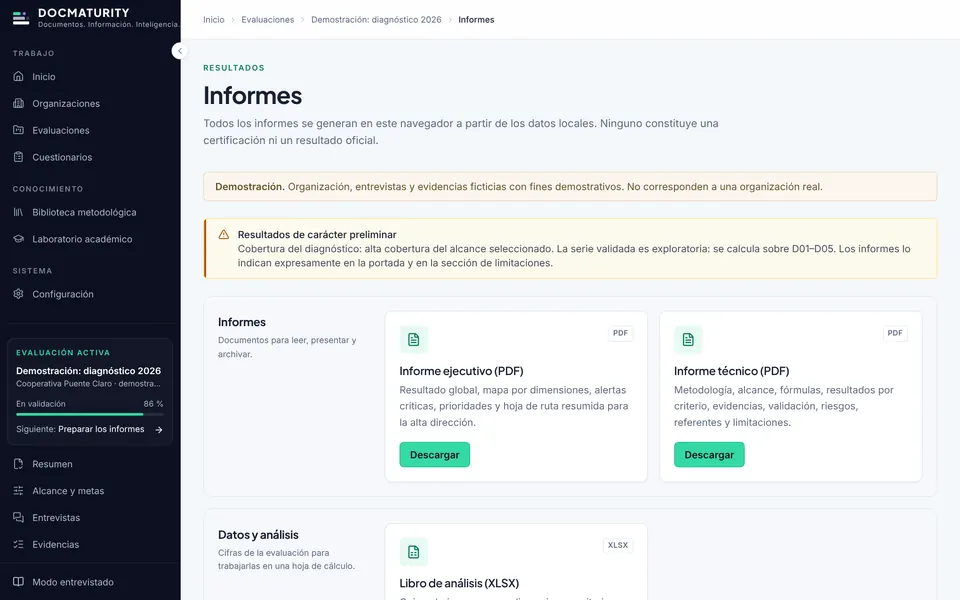 DOCMATURITY
Documentos. Información. Inteligencia.
TRABAJO
Inicio
Organizaciones
Evaluaciones
Cuestionarios
CONOCIMIENTO
Biblioteca metodológica
Laboratorio académico
SISTEMA
Configuración
EVALUACIÓN ACTIVA
Demostración: diagnóstico 2026
Cooperativa Puente Claro · demostra...
En validación 86 %
Siguiente: Preparar los informes →
Resumen
Alcance y metas
Entrevistas
Evidencias
Modo entrevistado
Inicio > Evaluaciones > Demostración: diagnóstico 2026 > Informes
RESULTADOS
Informes
Todos los informes se generan en este navegador a partir de los datos locales. Ninguno constituye una
certificación ni un resultado oficial.
Demostración. Organización, entrevistas y evidencias ficticias con fines demostrativos. No corresponden a una organización real.
Resultados de carácter preliminar
Cobertura del diagnóstico: alta cobertura del alcance seleccionado. La serie validada es exploratoria: se calcula sobre D01–D05. Los informes lo
indican expresamente en la portada y en la sección de limitaciones.
Informes
Documentos para leer, presentar y
archivar.
PDF
Informe ejecutivo (PDF)
Resultado global, mapa por dimensiones, alertas
críticas, prioridades y hoja de ruta resumida para
la alta dirección.
Descargar
PDF
Informe técnico (PDF)
Metodología, alcance, fórmulas, resultados por
criterio, evidencias, validación, riesgos,
referentes y limitaciones.
Descargar
Datos y análisis
Cifras de la evaluación para
trabajarlas en una hoja de cálculo.
XLSX
Libro de análisis (XLSX)